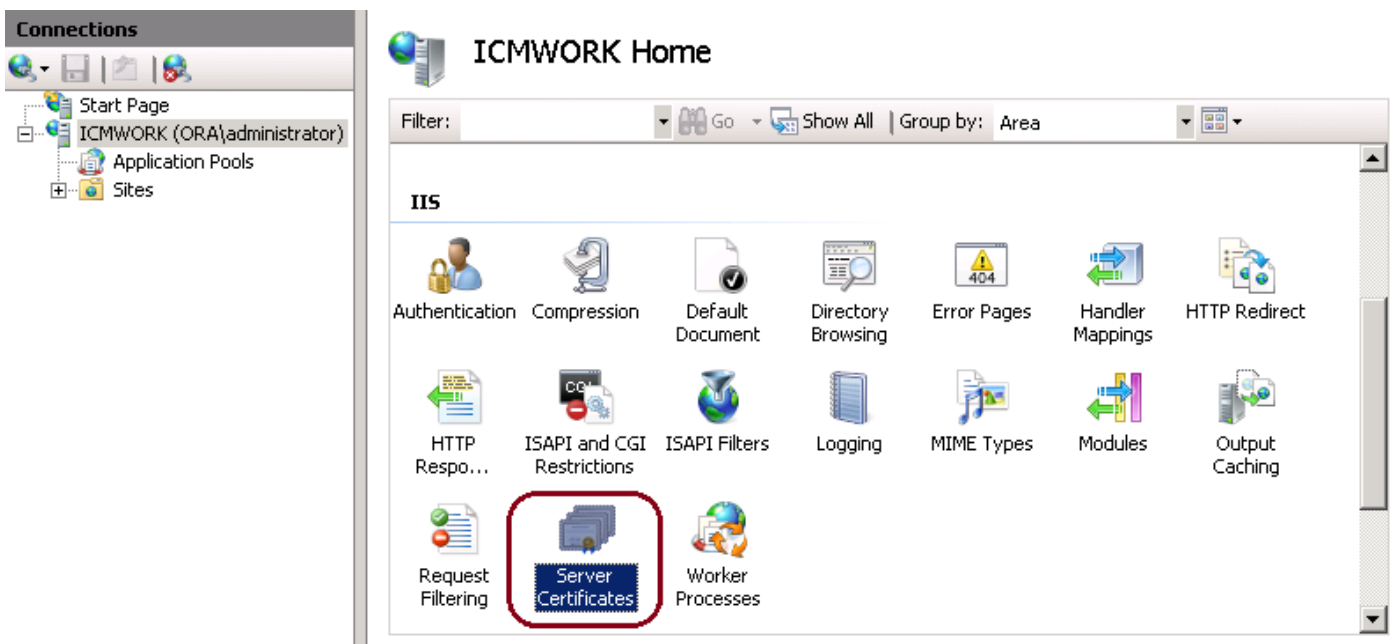 Connections
Start Page
ICMWORK (ORA\administrator)
Application Pools
Sites
ICMWORK Home
Filter: Go Show All Group by: Area
IIS
Authentication Compression Default Directory Error Pages Handler HTTP Redirect
Document Browsing Mappings
404
HTTP ISAPI and CGI ISAPI Filters Logging MIME Types Modules Output
Respo... Restrictions Caching
Request Server Worker
Filtering Certificates Processes